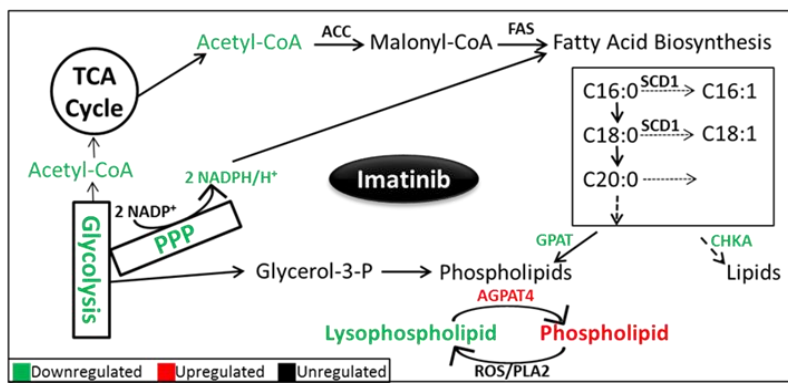 Acetyl-CoA ACC Malonyl-CoA FAS Fatty Acid Biosynthesis
TCA
Cycle
C16:0 SCD1 C16:1
C18:0 SCD1 C18:1
C20:0
Acetyl-CoA
2 NADPH/H⁺
Imatinib
2 NADP⁺
PPP
Glycolysis
GPAT
CHKA
Glycerol-3-P
Phospholipids
Lipids
AGPAT4
Lysophospholipid
Phospholipid
ROS/PLA2
Downregulated Upregulated Unregulated